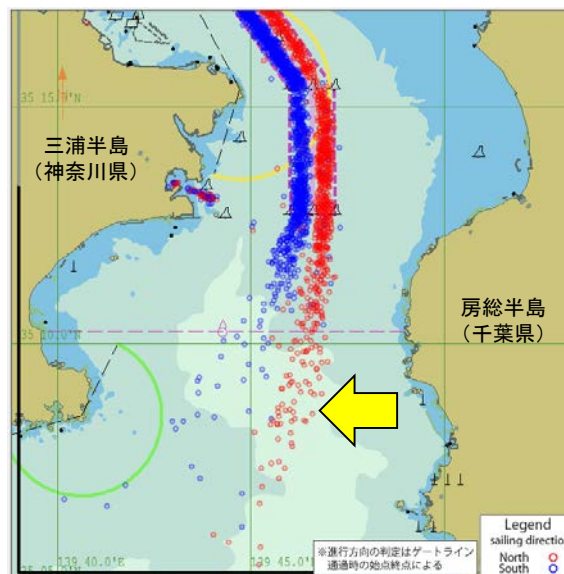 35 15.0'N
三浦半島
（神奈川県）
房総半島
（千葉県）
35 10.0'N
※進行方向の判定はゲートライン
通過時の始点終点による
Legend
sailing directio
North
South
139 40.0'E
139 45.0'E